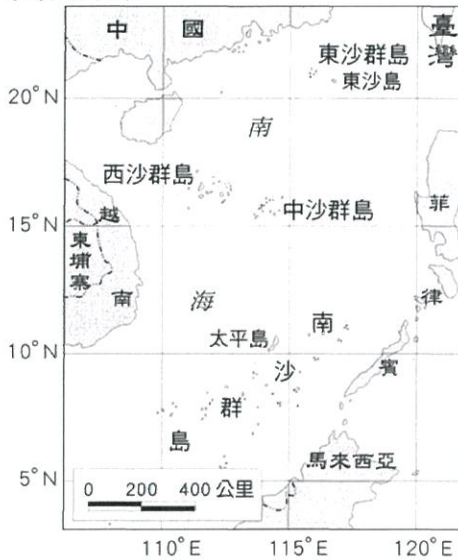 中 國
臺灣
東沙群島
東沙島
20°N
南
西沙群島
中沙群島
越
15°N
菲
柬埔寨
南
海
律
南
太平島
10°N
沙
賓
群
島
馬來西亞
5°N
0 200 400 公里
110°E 115°E 120°E